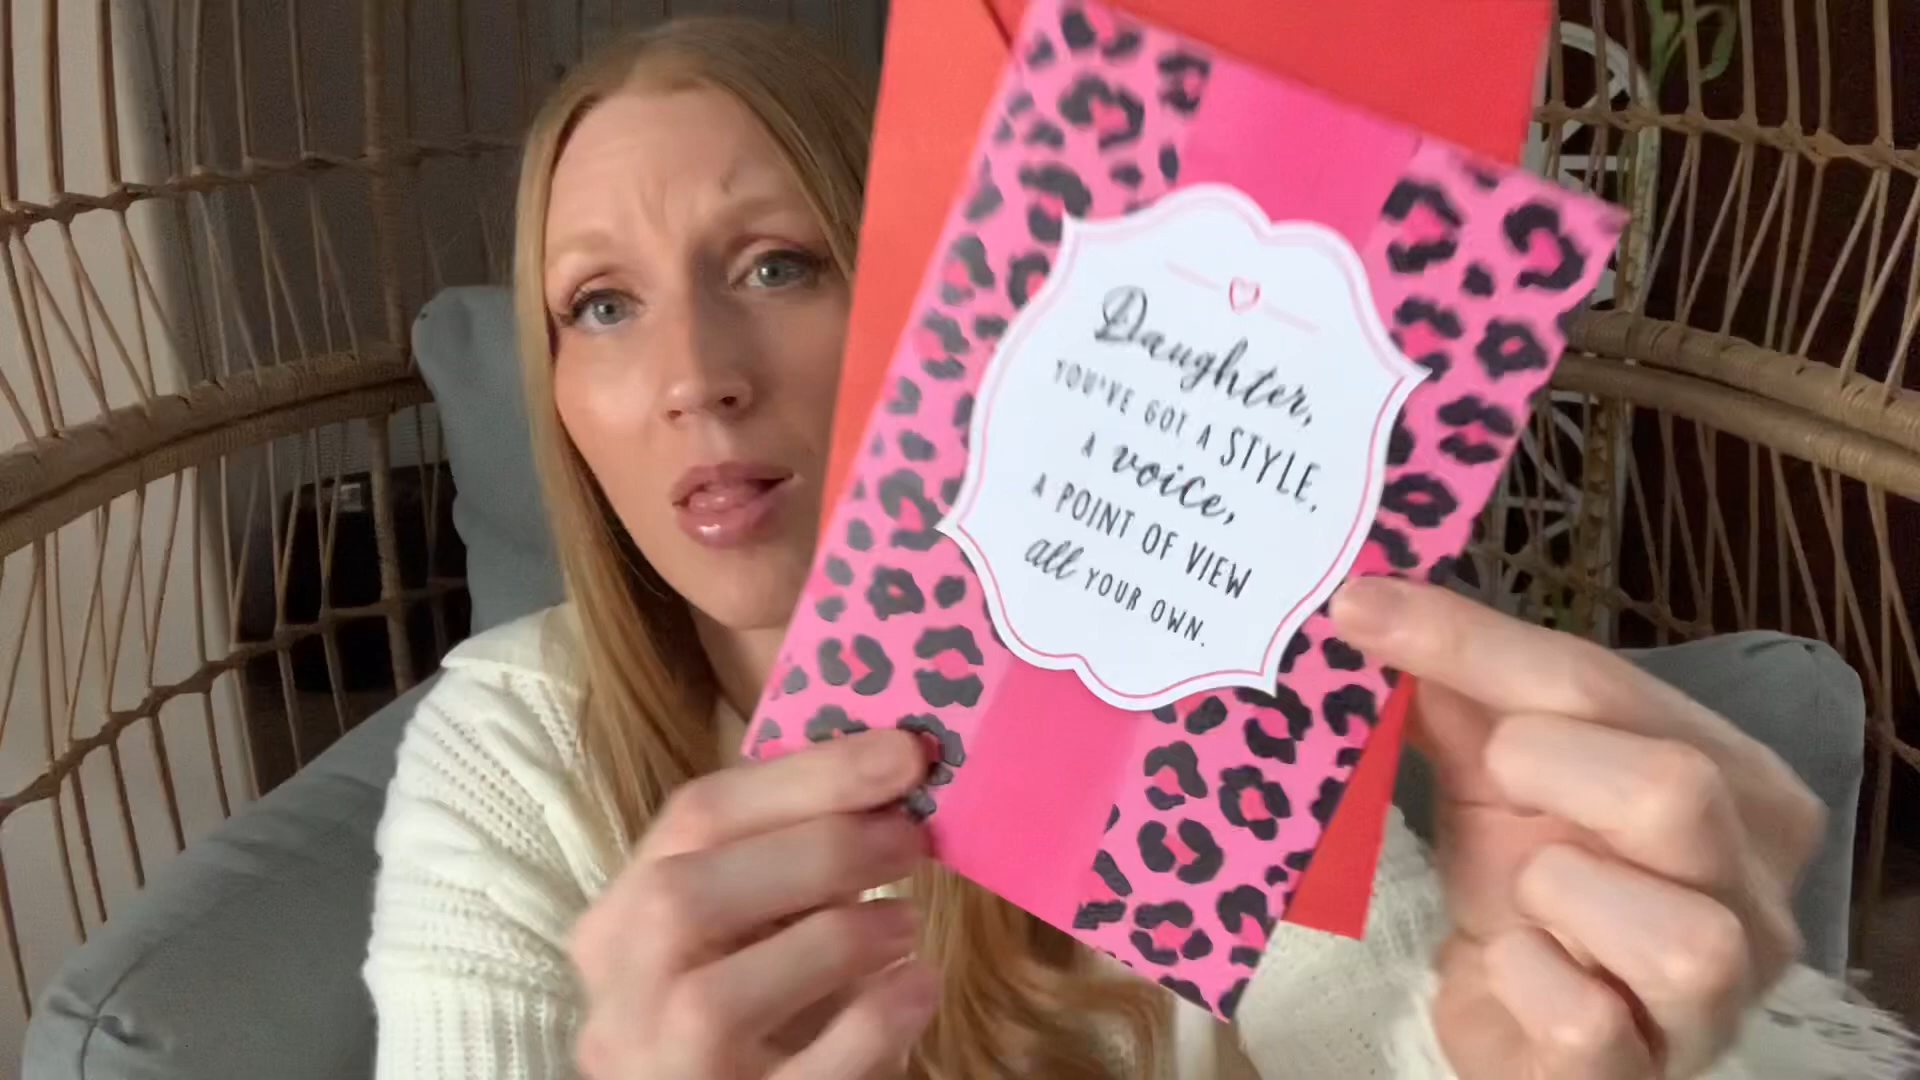 Daughter,
YOU'VE GOT A STYLE,
A voice,
A POINT OF VIEW
all YOUR OWN.